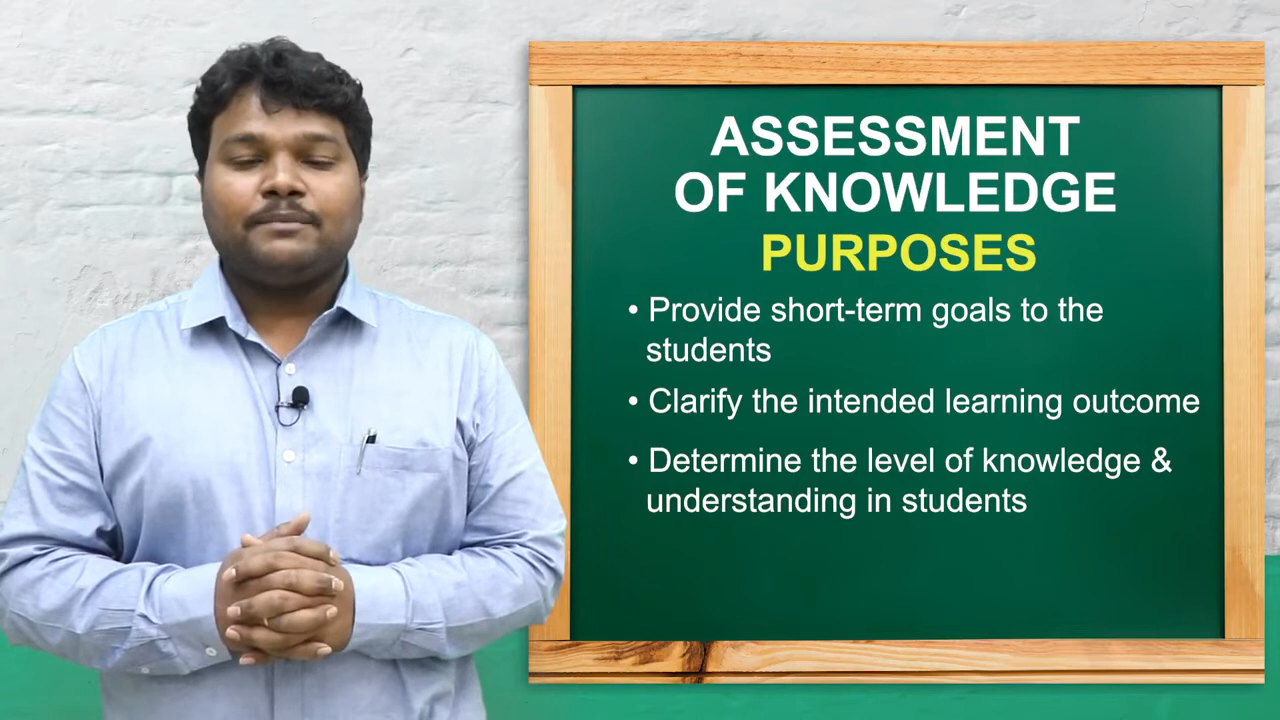 ASSESSMENT
OF KNOWLEDGE
PURPOSES
• Provide short-term goals to the
students
• Clarify the intended learning outcome
• Determine the level of knowledge &
understanding in students